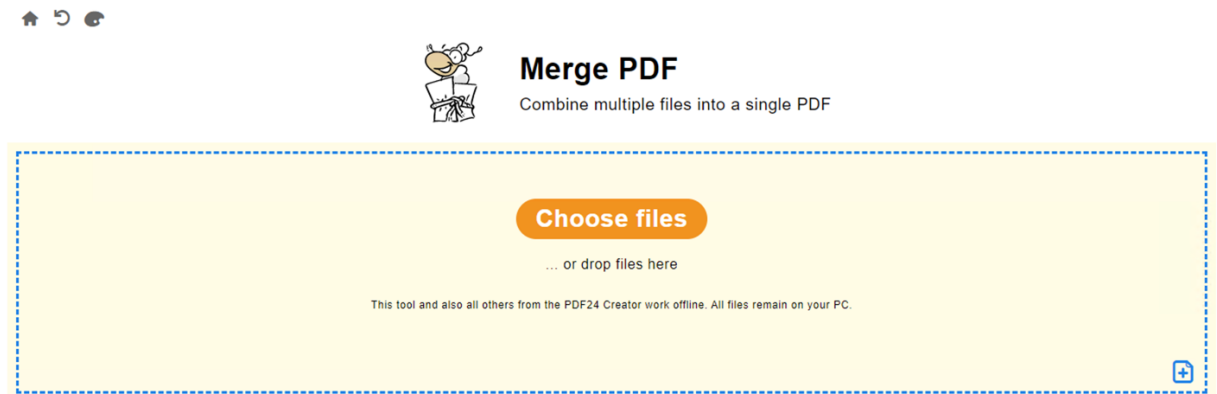 Merge PDF
Combine multiple files into a single PDF
Choose files
... or drop files here
This tool and also all others from the PDF24 Creator work offline. All files remain on your PC.